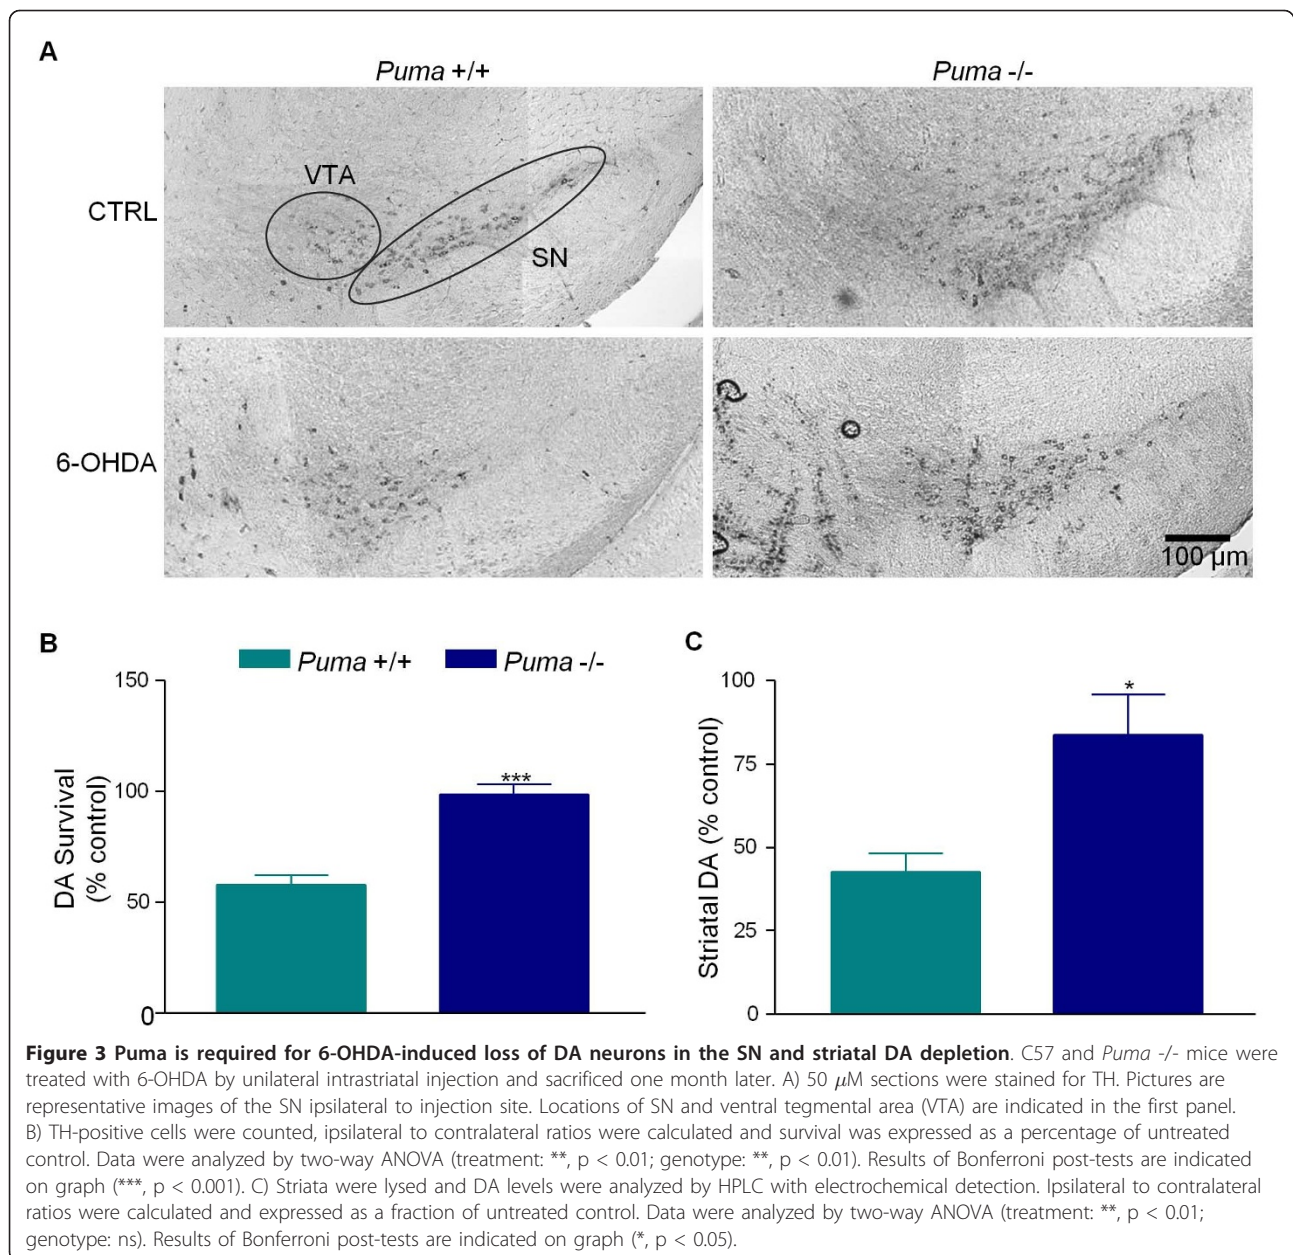 A
Puma +/+
Puma -/-
CTRL
VTA
SN
6-OHDA
100 µm
B
Puma +/+
Puma -/-
DA Survival
(% control)
150
100
50
0
***
C
Striatal DA (% control)
100
75
50
25
0
*
Figure 3 Puma is required for 6-OHDA-induced loss of DA neurons in the SN and striatal DA depletion. C57 and Puma -/- mice were
treated with 6-OHDA by unilateral intrastriatal injection and sacrificed one month later. A) 50 μM sections were stained for TH. Pictures are
representative images of the SN ipsilateral to injection site. Locations of SN and ventral tegmental area (VTA) are indicated in the first panel.
B) TH-positive cells were counted, ipsilateral to contralateral ratios were calculated and survival was expressed as a percentage of untreated
control. Data were analyzed by two-way ANOVA (treatment: **, p < 0.01; genotype: **, p < 0.01). Results of Bonferroni post-tests are indicated
on graph (***, p < 0.001). C) Striata were lysed and DA levels were analyzed by HPLC with electrochemical detection. Ipsilateral to contralateral
ratios were calculated and expressed as a fraction of untreated control. Data were analyzed by two-way ANOVA (treatment: **, p < 0.01;
genotype: ns). Results of Bonferroni post-tests are indicated on graph (*, p < 0.05).